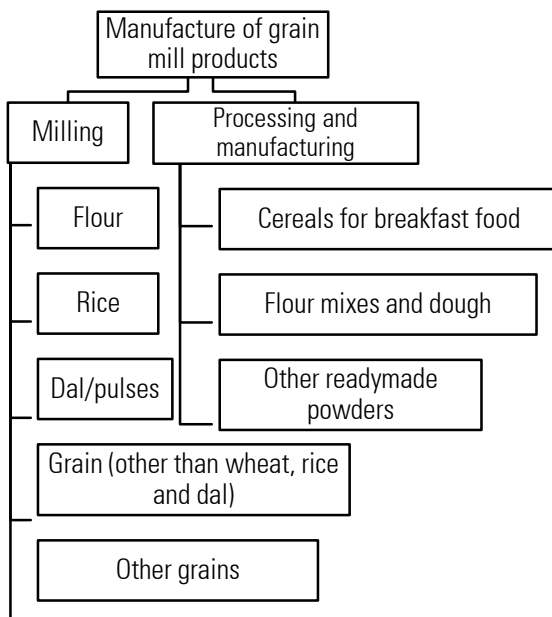 Manufacture of grain
mill products
Milling
Processing and
manufacturing
Flour
Cereals for breakfast food
Rice
Flour mixes and dough
Dal/pulses
Other readymade
powders
Grain (other than wheat, rice
and dal)
Other grains